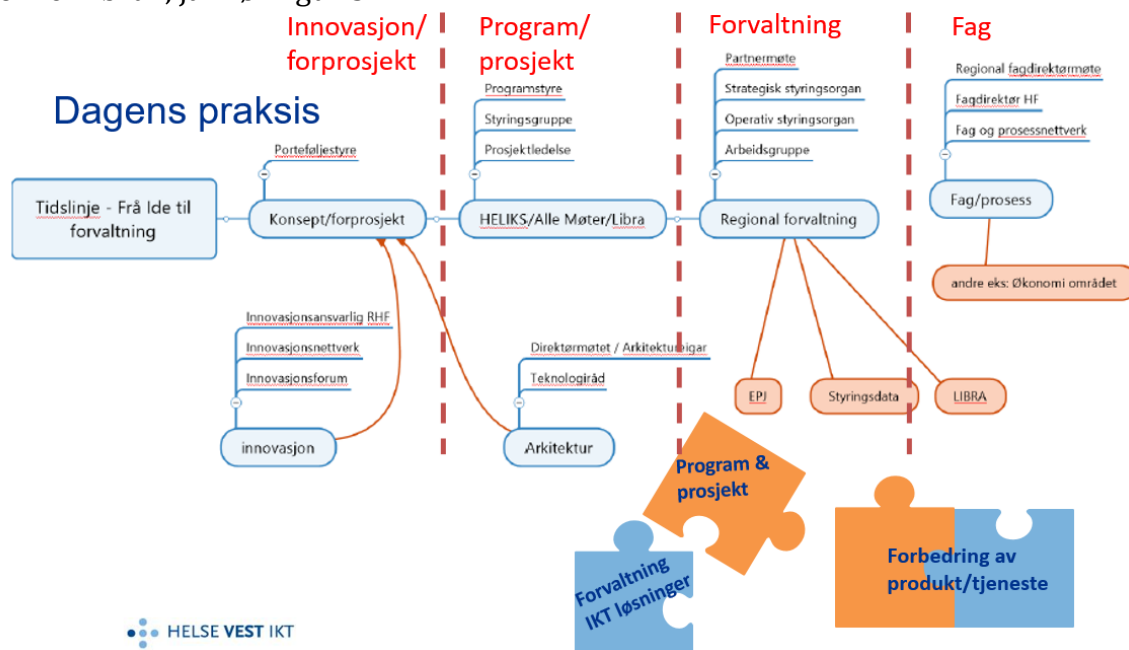 Innovasjon/
forprosjekt
Program/
prosjekt
Forvaltning
Fag
Dagens praksis
Porteføljestyre
Programstyre
Styringsgruppe
Prosjektledelse
Partnermøte
Strategisk styringsorgan
Operativ styringsorgan
Arbeidsgruppe
Regional fagdirektørmøte
Fagdirektør HF
Fag og prosessnettverk
Tidslinje - Frå Ide til
forvaltning
Konsept/forprosjekt
HELIKS/Alle Møter/Libra
Regional forvaltning
Fag/prosess
andre eks: Økonomi området
Innovasjonsansvarlig RHF
Innovasjonsnettverk
Innovasjonsforum
innovasjon
Direktørmøtet / Arkitektureigar
Teknologiråd
Arkitektur
EPJ
Styringsdata
LIBRA
Program &
prosjekt
Forvaltning
IKT løsninger
Forbedring av
produkt/tjeneste
HELSE VEST IKT